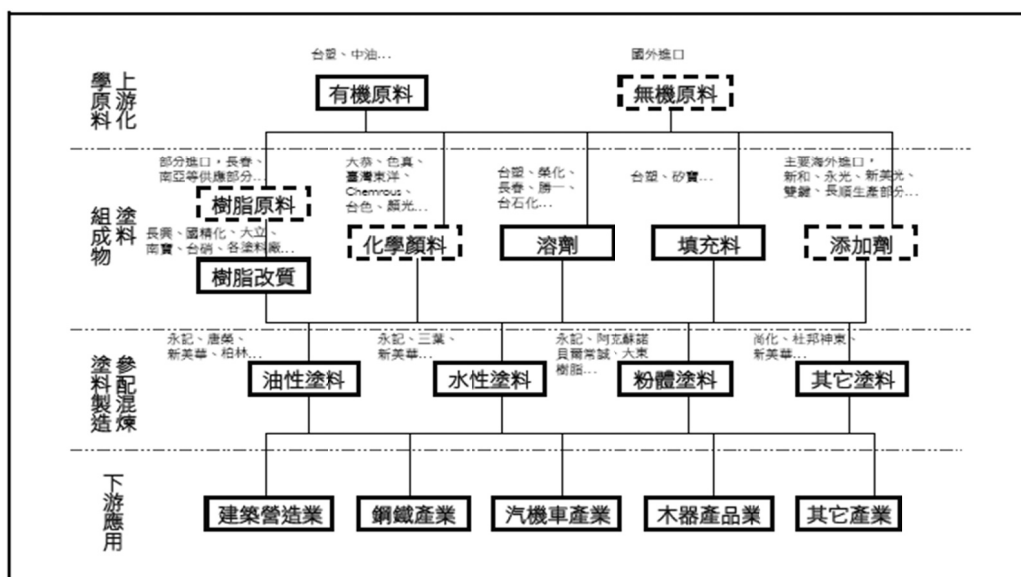 上游化
學原料
台塑、中油…
國外進口
有機原料
無機原料
塗料
組成物
部分進口，長春、
南亞等供應部分…
大恭、色真、
臺灣東洋、
Chemrous、
台色、顏光…
台塑、榮化、
長春、勝一、
台石化…
台塑、矽寶…
主要海外進口，
新和、永光、新美光、
雙鍵、長順生產部分…
樹脂原料
長興、國精化、大立、
南寶、台硝、各塗料廠…
樹脂改質
化學顏料
溶劑
填充料
添加劑
參配混煉
塗料製造
永記、唐榮、
新美華、柏林…
永記、三葉、
新美華…
永記、阿克蘇諾
貝爾常誠、大東
樹脂…
尚化、杜邦神東、
新美華…
油性塗料
水性塗料
粉體塗料
其它塗料
下游應用
建築營造業
鋼鐵產業
汽機車產業
木器產品業
其它產業